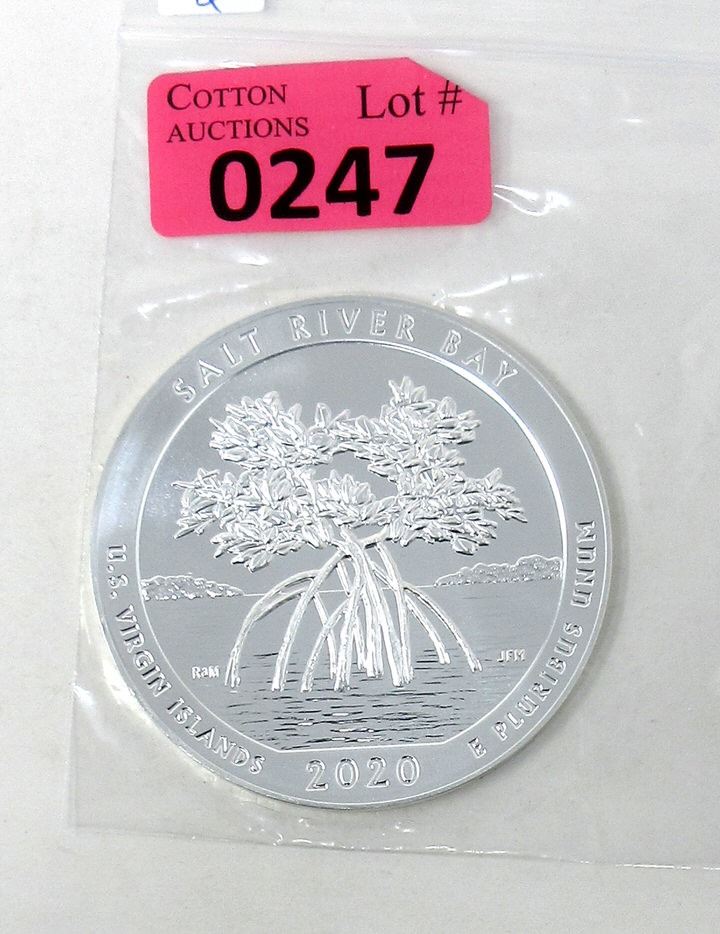 COTTON
AUCTIONS
Lot #
0247
SALT RIVER BAY
U.S. VIRGIN ISLANDS
E PLURIBUS UNUM
RaM
JFM
2020